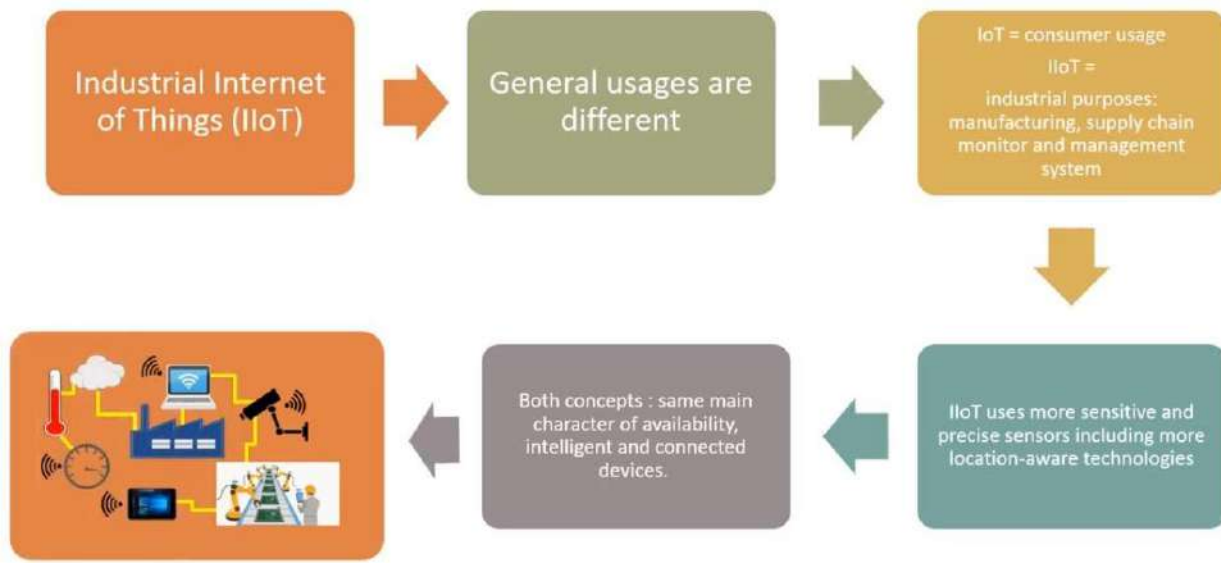 Industrial Internet
of Things (IIoT)
General usages are
different
IoT = consumer usage
IIoT =
industrial purposes:
manufacturing, supply chain
monitor and management
system
IIoT uses more sensitive and
precise sensors including more
location-aware technologies
Both concepts : same main
character of availability,
intelligent and connected
devices.